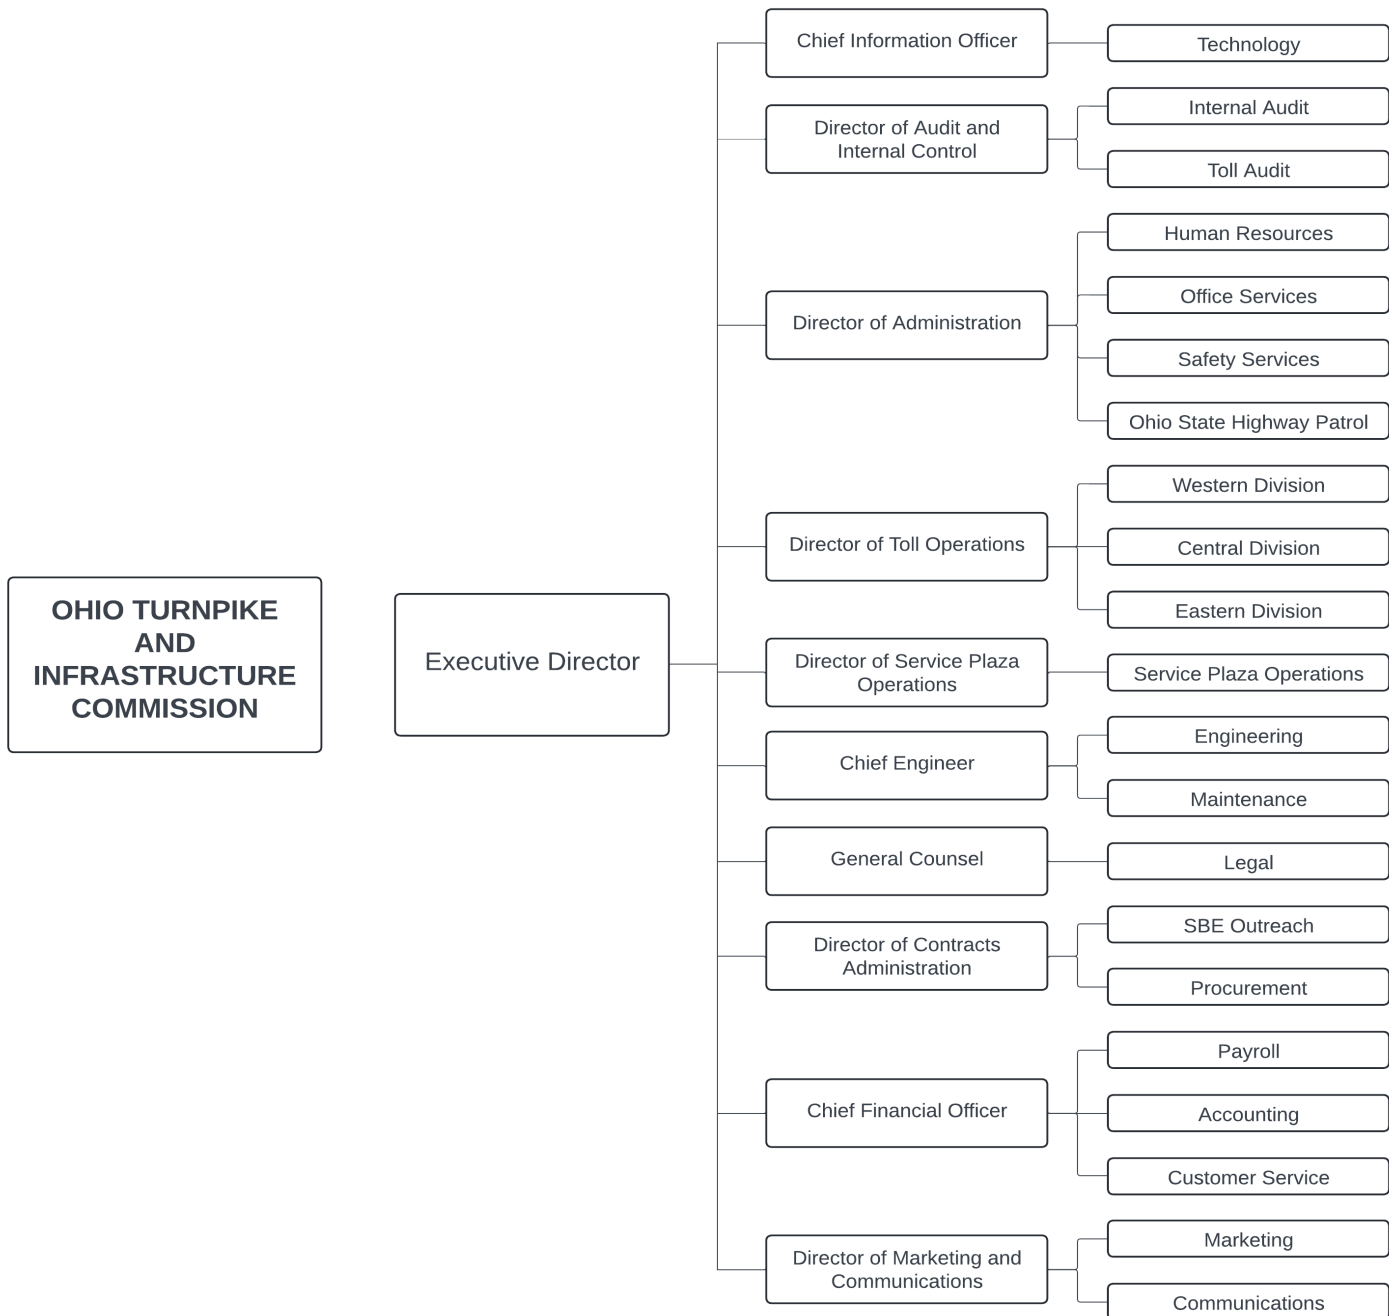 OHIO TURNPIKE
AND
INFRASTRUCTURE
COMMISSION
Executive Director
Chief Information Officer
Technology
Director of Audit and
Internal Control
Internal Audit
Toll Audit
Director of Administration
Human Resources
Office Services
Safety Services
Ohio State Highway Patrol
Director of Toll Operations
Western Division
Central Division
Eastern Division
Director of Service Plaza
Operations
Service Plaza Operations
Chief Engineer
Engineering
Maintenance
General Counsel
Legal
Director of Contracts
Administration
SBE Outreach
Procurement
Chief Financial Officer
Payroll
Accounting
Customer Service
Director of Marketing and
Communications
Marketing
Communications